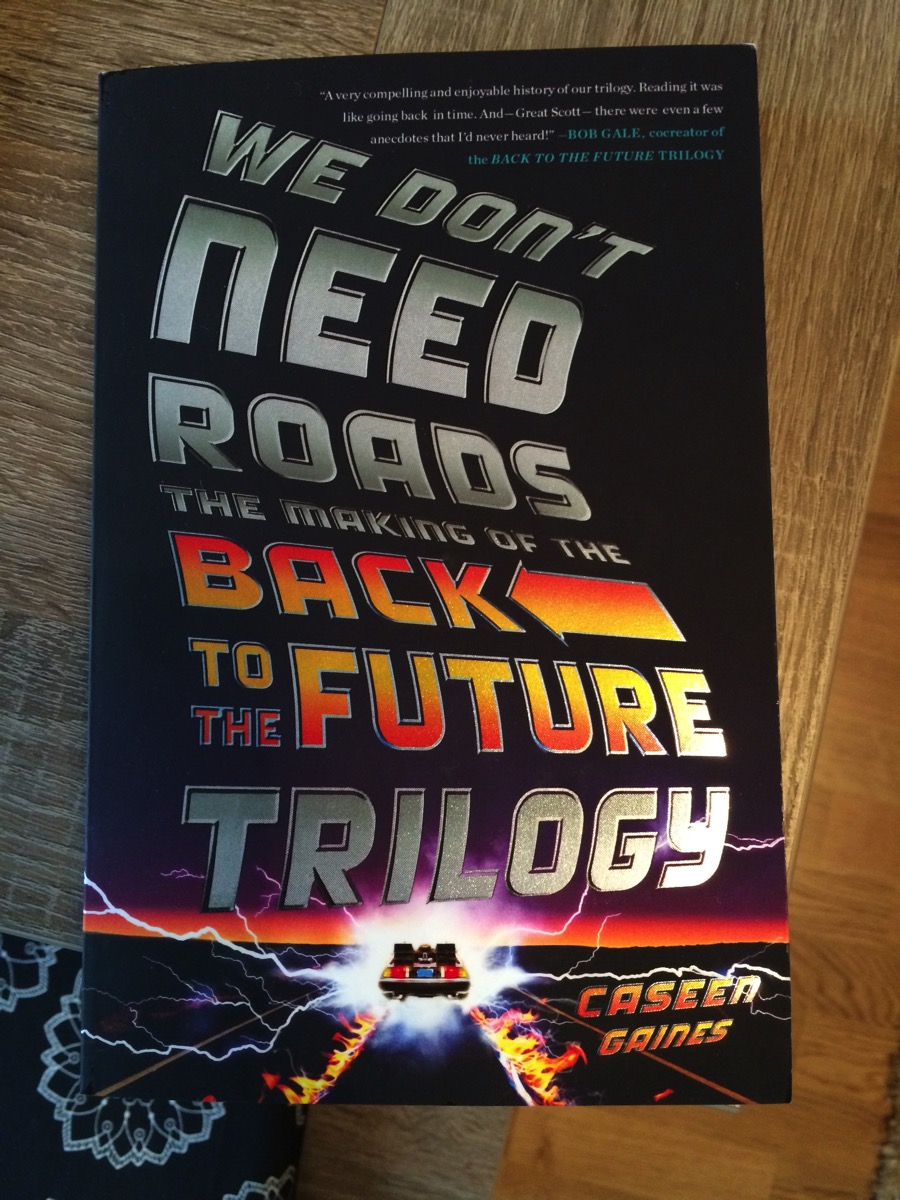 “A very compelling and enjoyable history of our trilogy. Reading it was
like going back in time. And—Great Scott—there were even a few
anecdotes that I’d never heard!” —BOB GALE, cocreator of
the BACK TO THE FUTURE TRILOGY
WE DON’T
NEED
ROADS
THE MAKING OF THE
BACK
TO
THE FUTURE
TRILOGY
CASEEN
GAINES